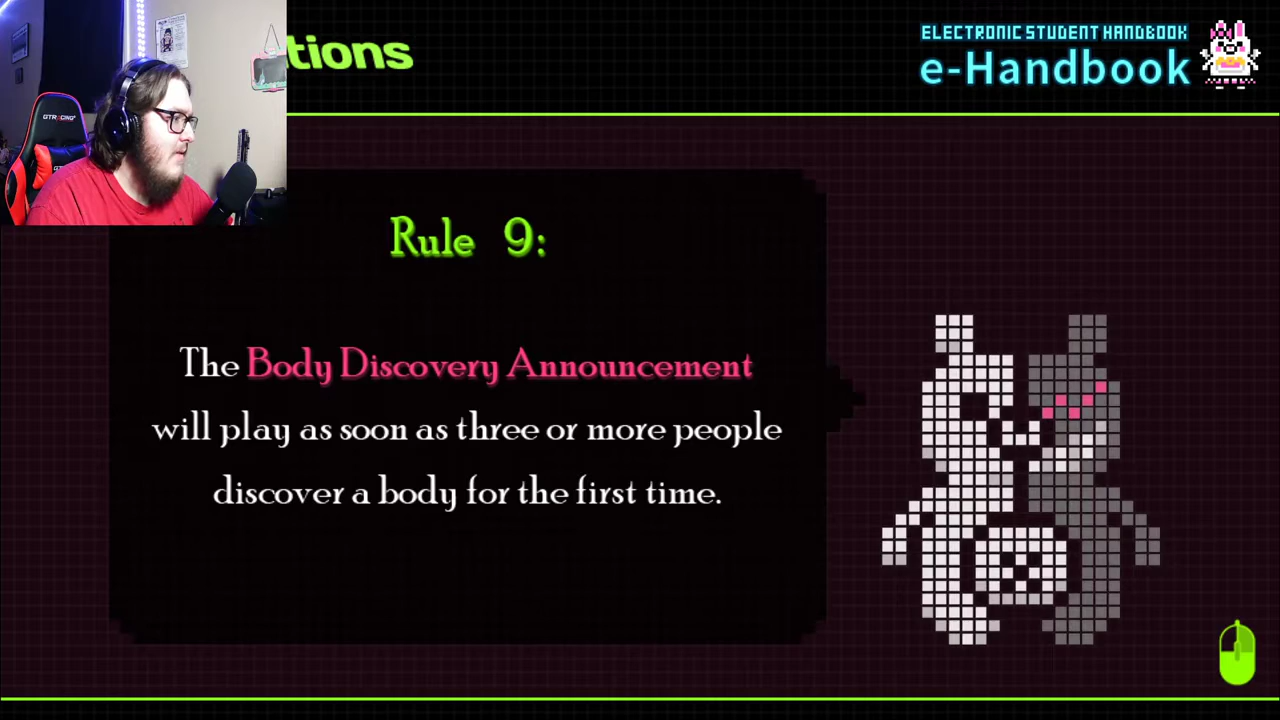 tions
ELECTRONIC STUDENT HANDBOOK
e-Handbook
GTRACING
Rule 9:
The Body Discovery Announcement
will play as soon as three or more people
discover a body for the first time.